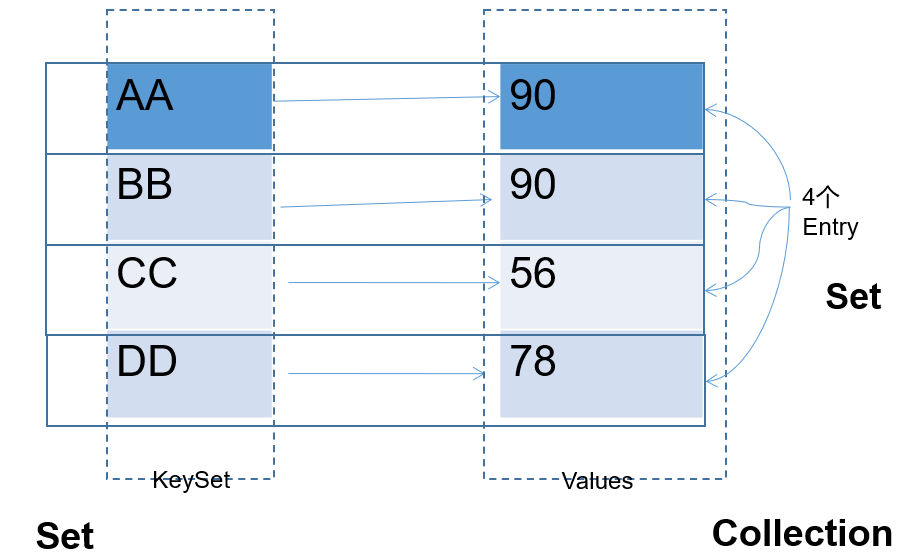 AA 90
BB 90
4个
Entry
CC 56
Set
DD 78
KeySet Values
Set Collection